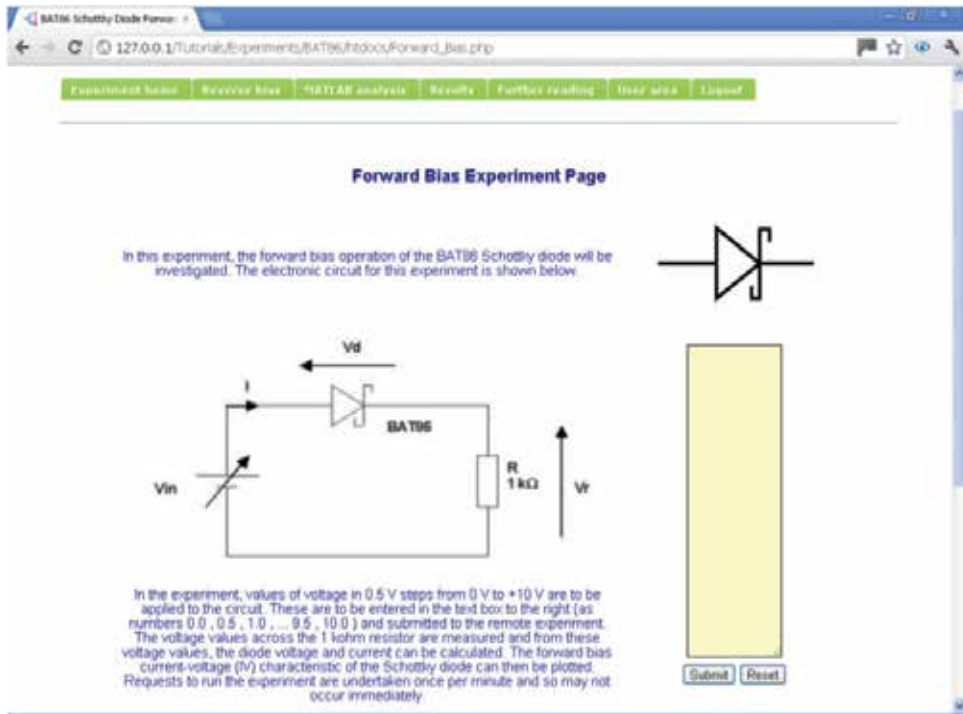 BAT86 Schottky Diode Forwar
127.0.0.1/Tutorials/Experiments/BAT86/htdocs/Forward_Bias.php
Experiment home Reverse bias MATLAB analysis Results Further reading User area Logout
Forward Bias Experiment Page
In this experiment, the forward bias operation of the BAT86 Schottky diode will be
investigated. The electronic circuit for this experiment is shown below.
Vd
I
BAT86
Vin
R
1 kΩ
Vr
In the experiment, values of voltage in 0.5 V steps from 0 V to +10 V are to be
applied to the circuit. These are to be entered in the text box to the right (as
numbers 0.0 , 0.5 , 1.0 , ... 9.5 , 10.0 ) and submitted to the remote experiment.
The voltage values across the 1 kohm resistor are measured and from these
voltage values, the diode voltage and current can be calculated. The forward bias
current-voltage (IV) characteristic of the Schottky diode can then be plotted.
Requests to run the experiment are undertaken once per minute and so may not
occur immediately.
Submit Reset